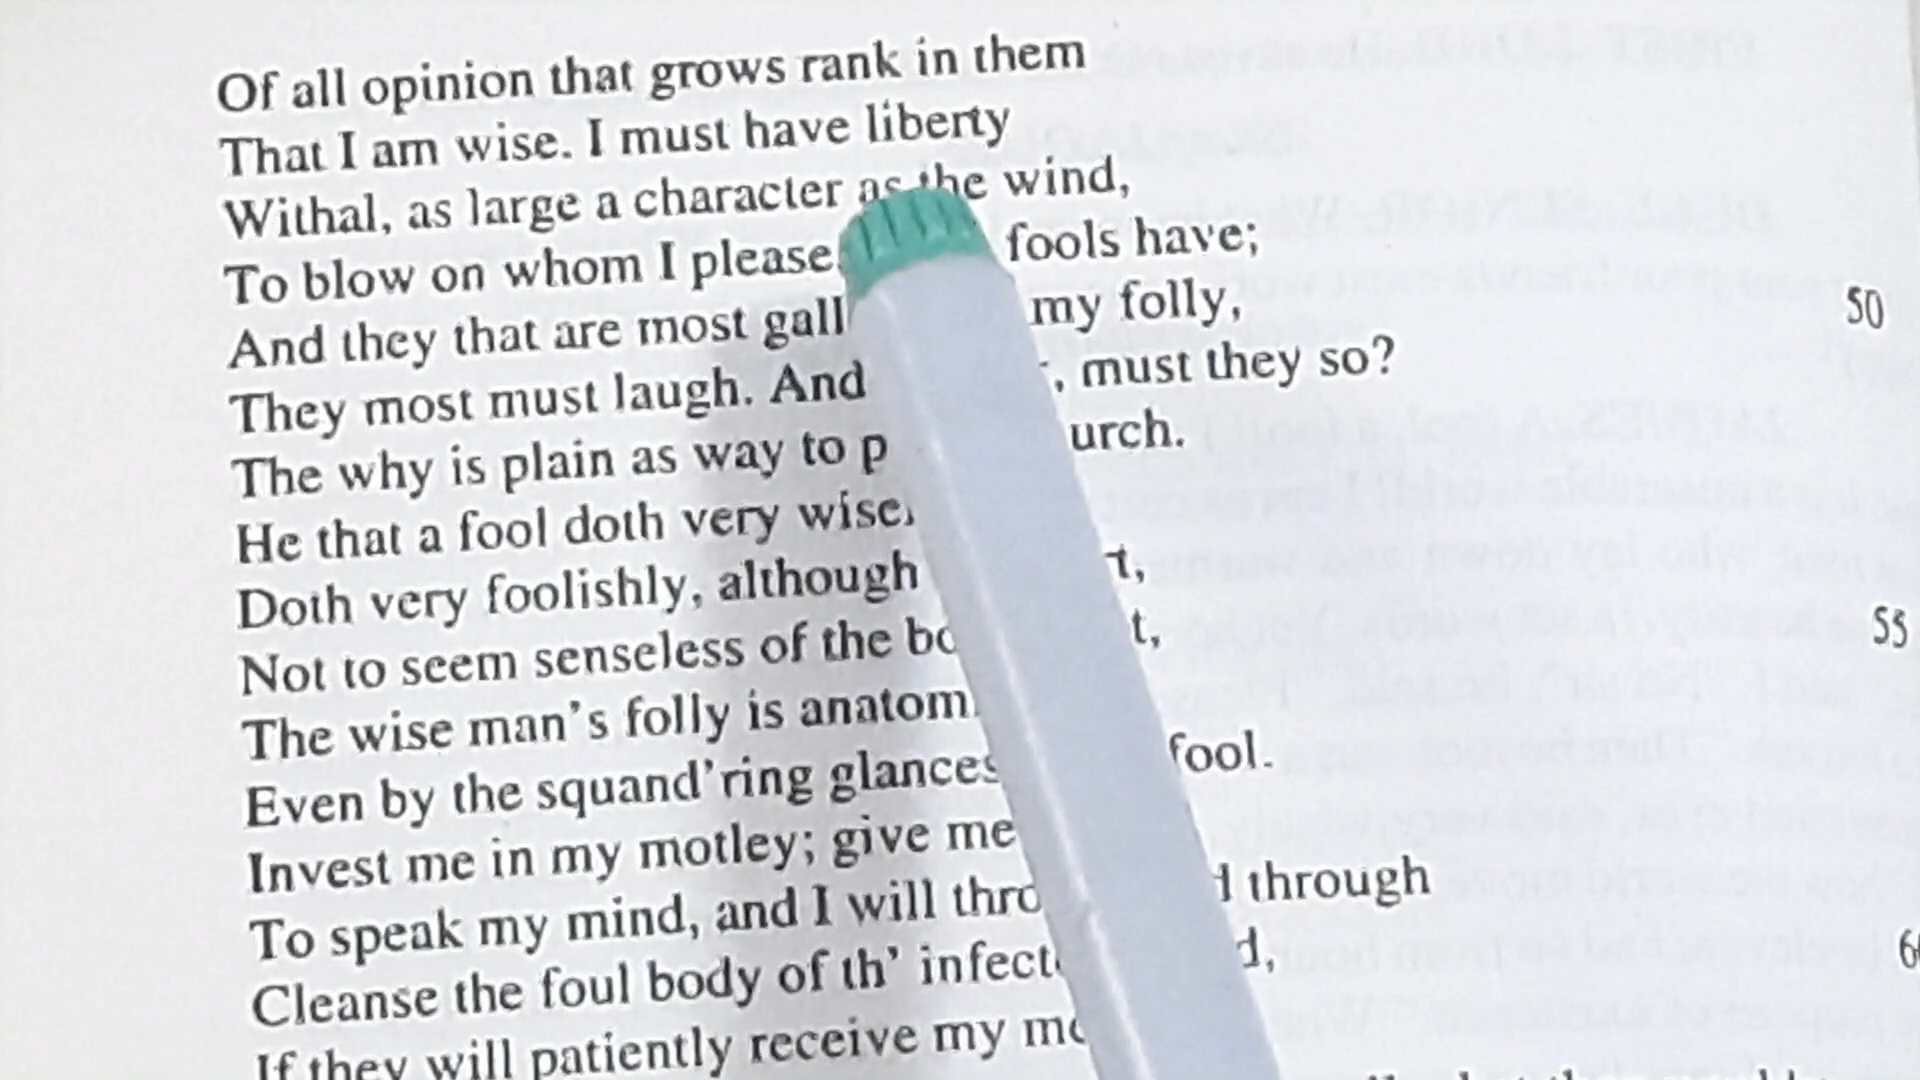 Of all opinion that grows rank in them
That I am wise. I must have liberty
Withal, as large a character as the wind,
To blow on whom I please fools have;
And they that are most gall my folly, 50
They most must laugh. And , must they so?
The why is plain as way to p urch.
He that a fool doth very wise
Doth very foolishly, although t,
Not to seem senseless of the bo t, 55
The wise man's folly is anatom
Even by the squand'ring glances fool.
Invest me in my motley; give me
To speak my mind, and I will thro d through
Cleanse the foul body of th' infect d, 6
If they will patiently receive my m